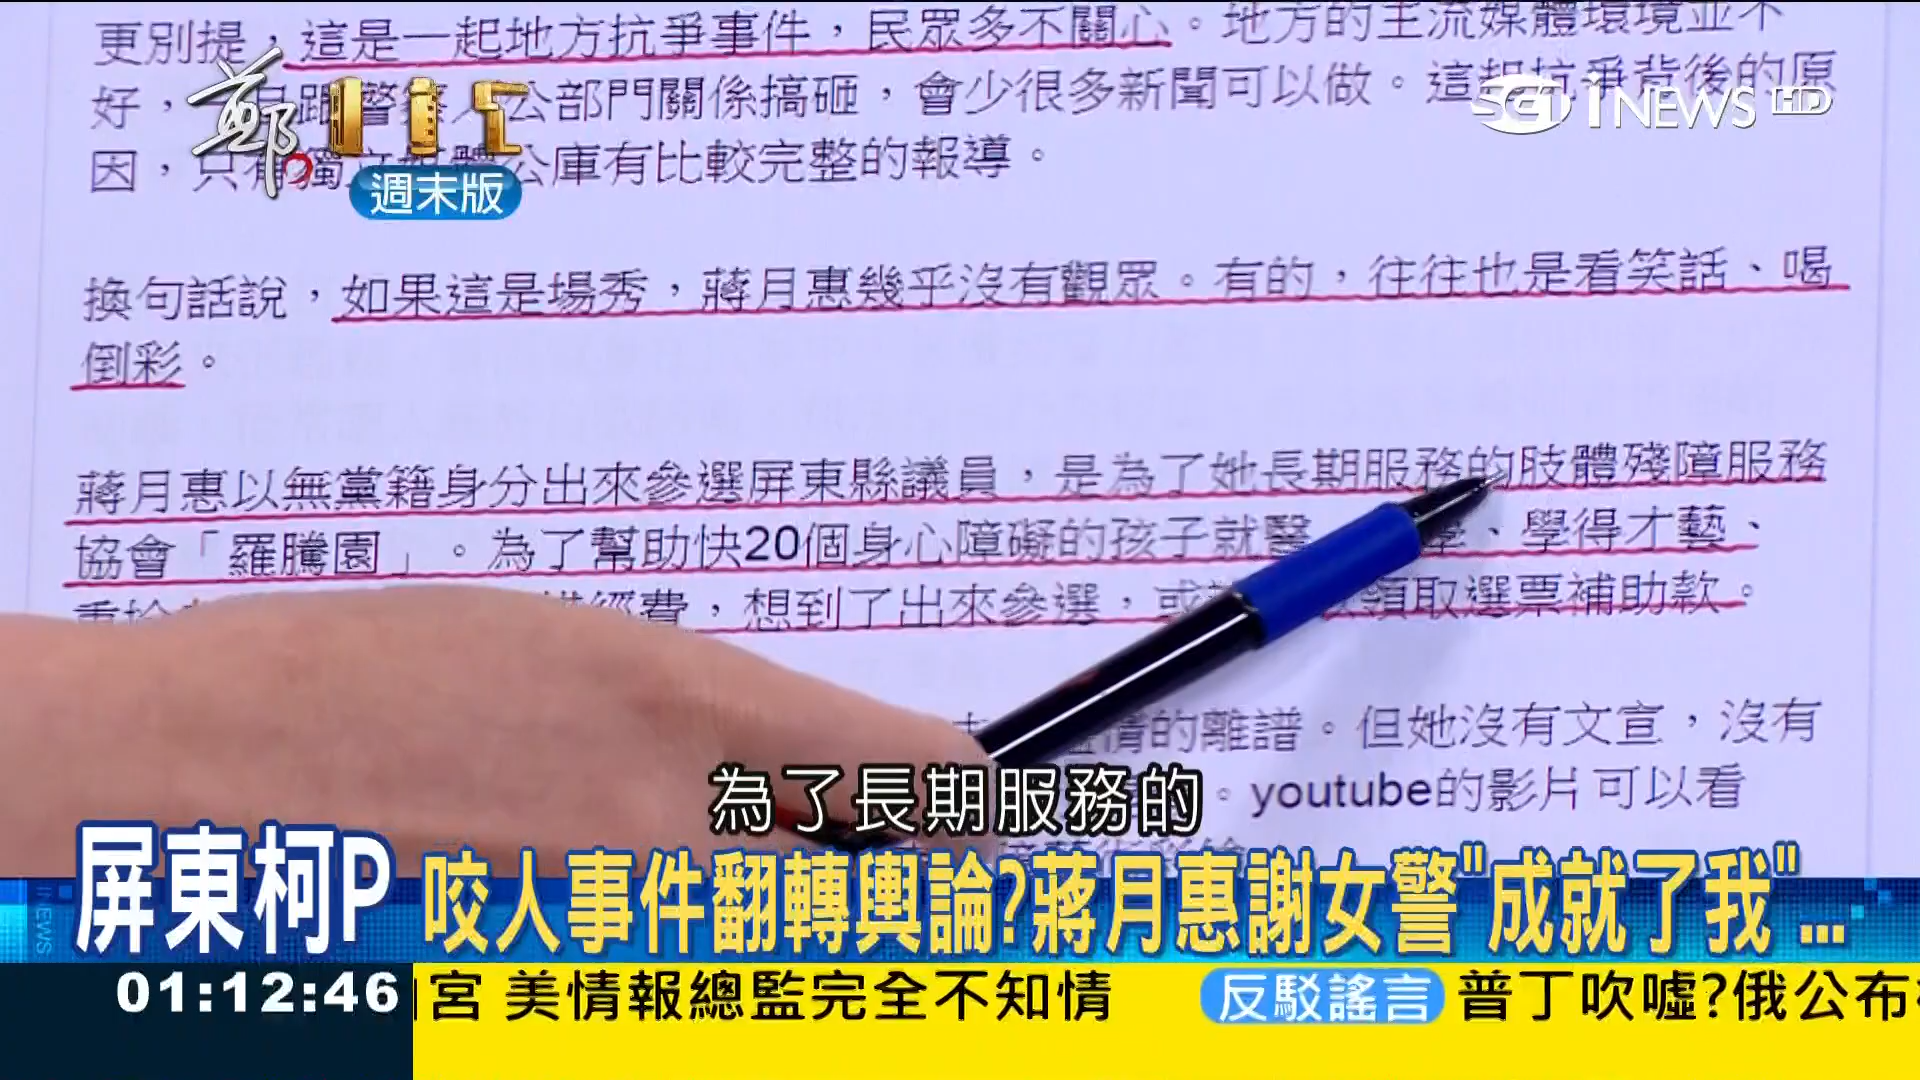 更別提,這是一起地方抗爭事件,民眾多不關心。地方的主流媒體環境並不
好,跟警察公部門關係搞砸,會少很多新聞可以做。這起抗爭背後的原
因,只有獨立媒體公庫有比較完整的報導。
鄭
週末版
SET iNEWS HD
換句話說,如果這是場秀,蔣月惠幾乎沒有觀眾。有的,往往也是看笑話、喝
倒彩。
蔣月惠以無黨籍身分出來參選屏東縣議員,是為了她長期服務的肢體殘障服務
協會「羅騰園」。為了幫助快20個身心障礙的孩子就醫、學、學得才藝、
經費,想到了出來參選,或領取選票補助款。
的離譜。但她沒有文宣,沒有
。youtube的影片可以看
為了長期服務的
屏東柯P 咬人事件翻轉輿論?蔣月惠謝女警"成就了我"...
iNEWS
01:12:46 宮 美情報總監完全不知情 反駁謠言 普丁吹噓?俄公布